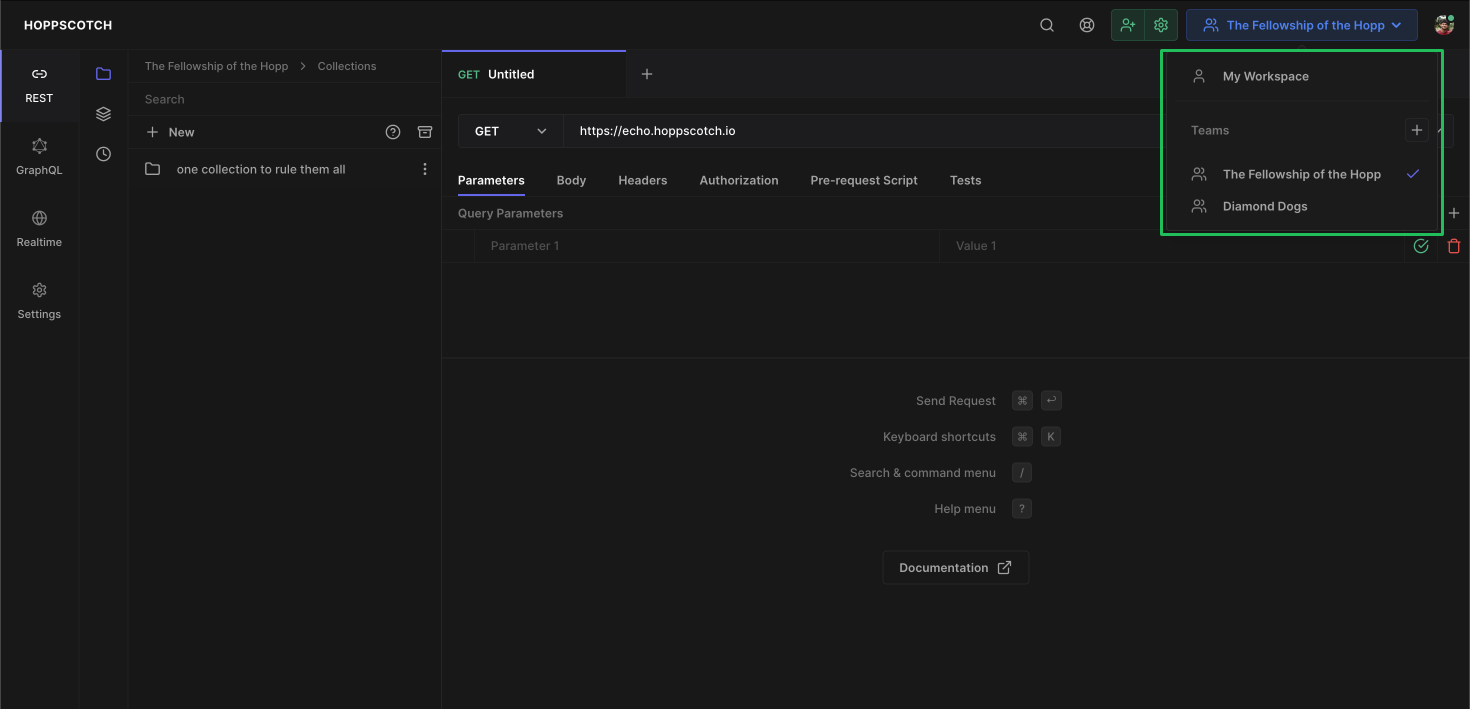 HOPPSCOTCH
The Fellowship of the Hopp
My Workspace
Teams
The Fellowship of the Hopp
Diamond Dogs
REST
GraphQL
Realtime
Settings
The Fellowship of the Hopp > Collections
Search
New
one collection to rule them all
GET Untitled
GET https://echo.hoppscotch.io
Parameters Body Headers Authorization Pre-request Script Tests
Query Parameters
Parameter 1 Value 1
Send Request ⌘ ↵
Keyboard shortcuts ⌘ K
Search & command menu /
Help menu ?
Documentation